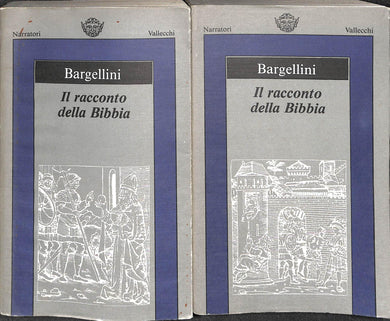 Narratori Vallecchi
Bargellini
Il racconto
della Bibbia
Narratori Vallecchi
Bargellini
Il racconto
della Bibbia